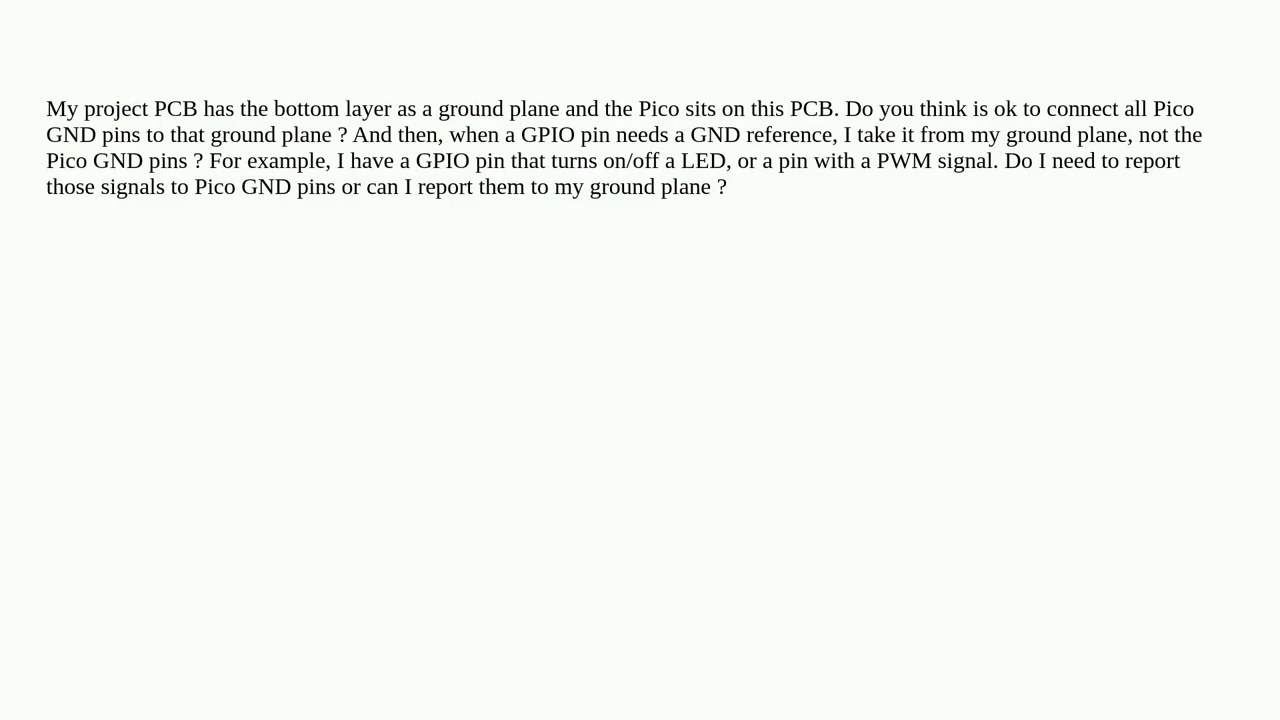 My project PCB has the bottom layer as a ground plane and the Pico sits on this PCB. Do you think is ok to connect all Pico
GND pins to that ground plane ? And then, when a GPIO pin needs a GND reference, I take it from my ground plane, not the
Pico GND pins ? For example, I have a GPIO pin that turns on/off a LED, or a pin with a PWM signal. Do I need to report
those signals to Pico GND pins or can I report them to my ground plane ?